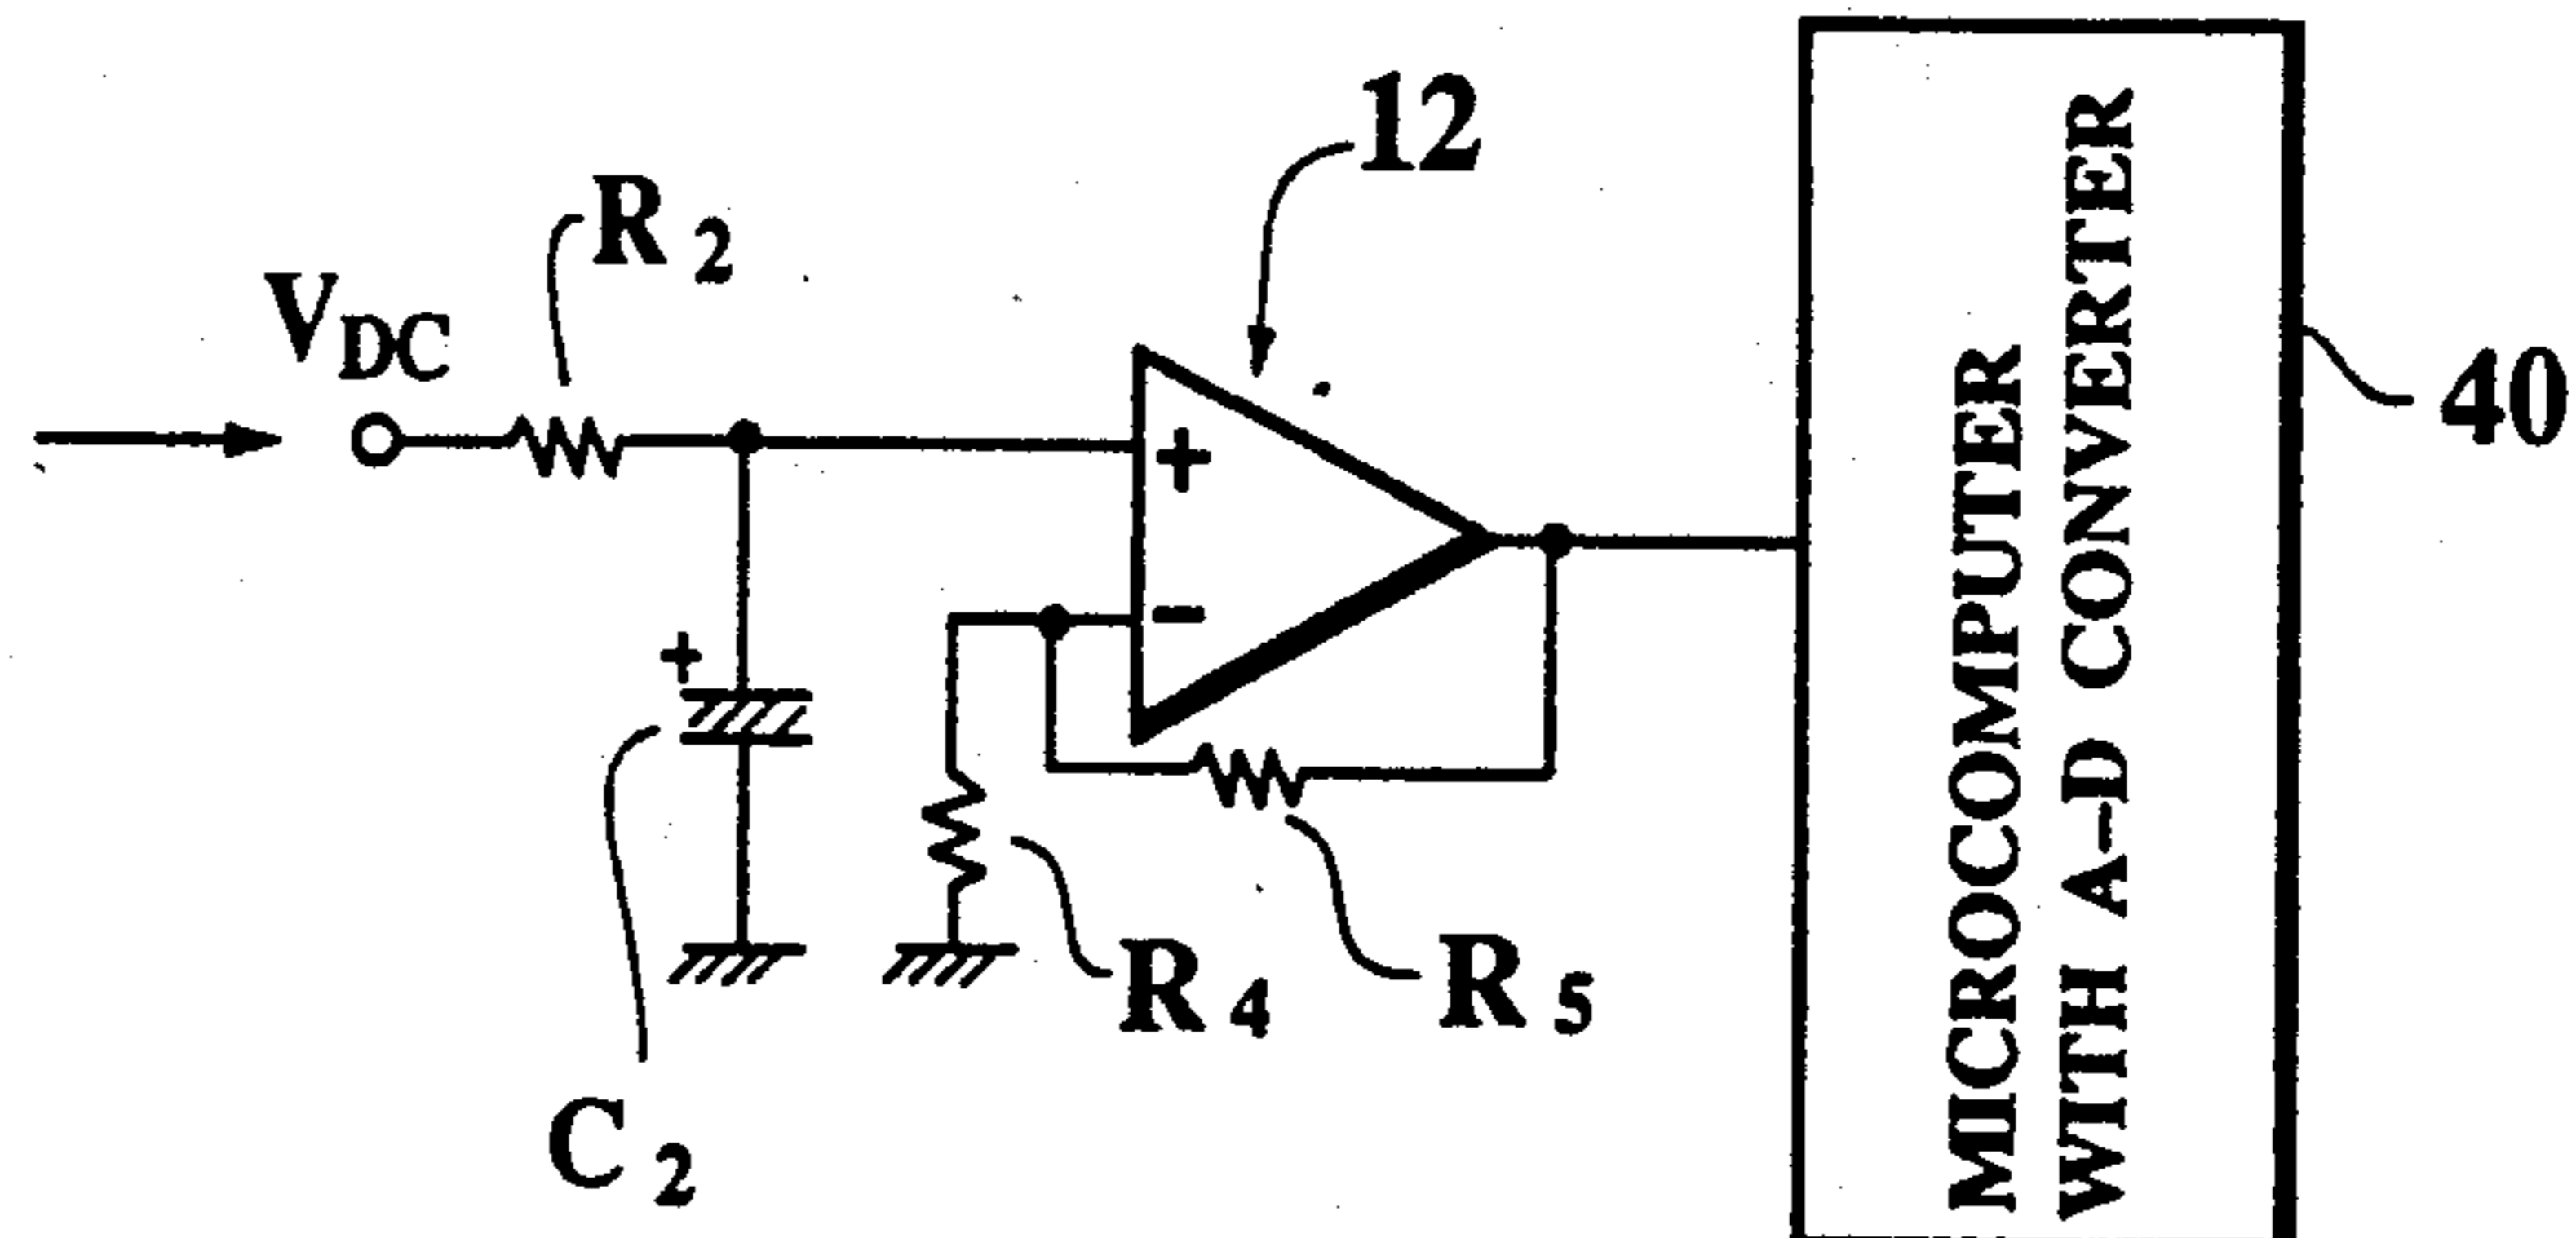 12
R2
VDC
40
+
−
+
R4
R5
C2
MICROCOMPUTER
WITH A-D CONVERTER